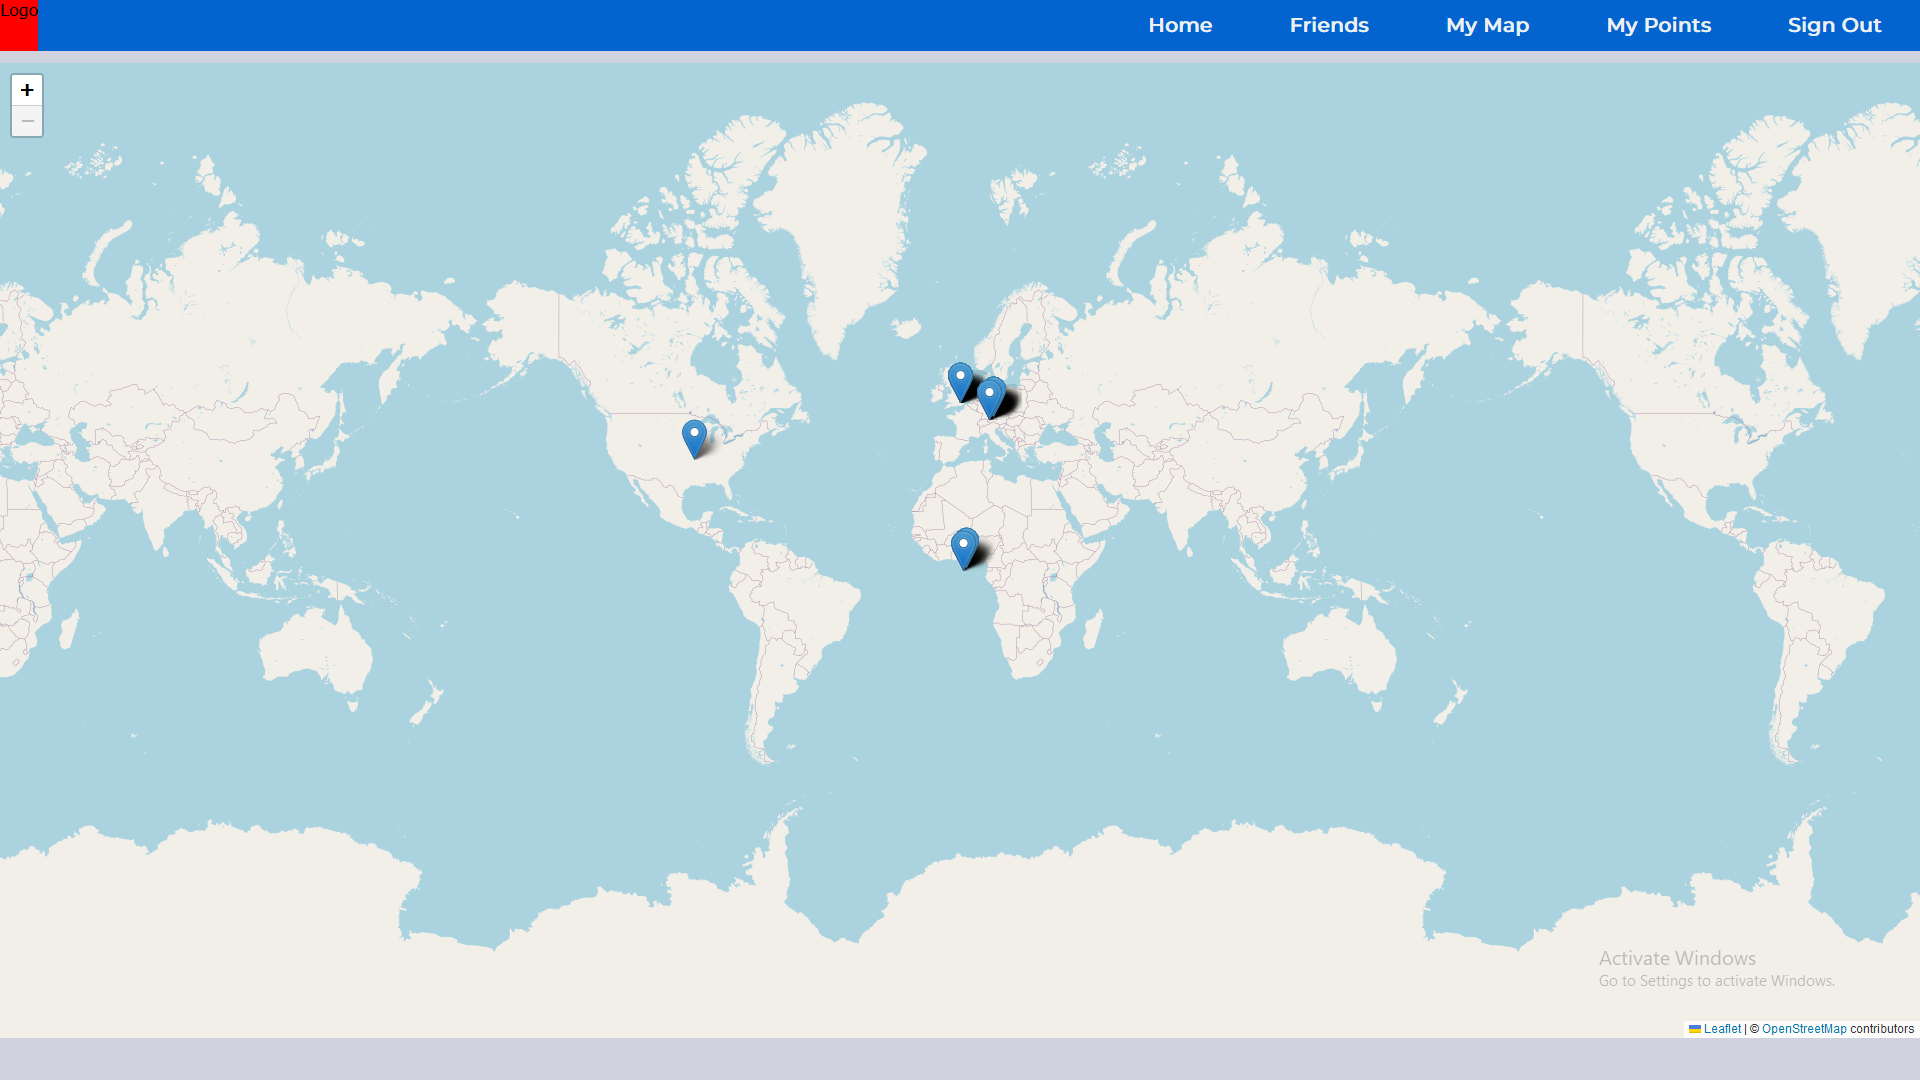 Logo
Home Friends My Map My Points Sign Out
+
−
Activate Windows
Go to Settings to activate Windows.
Leaflet | © OpenStreetMap contributors